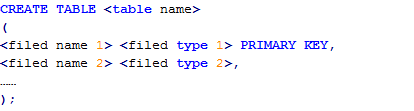 CREATE TABLE <table name>
(
<filed name 1> <filed type 1> PRIMARY KEY,
<filed name 2> <filed type 2>,
……
);